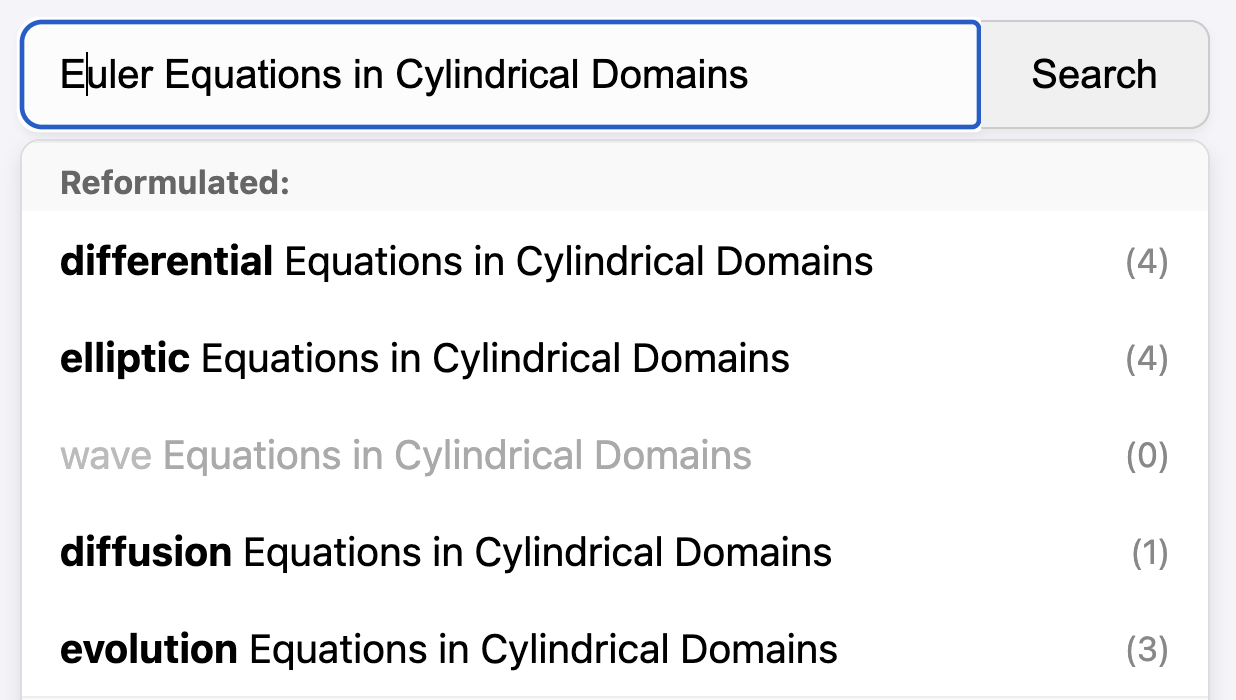 Euler Equations in Cylindrical Domains Search
Reformulated:
differential Equations in Cylindrical Domains (4)
elliptic Equations in Cylindrical Domains (4)
wave Equations in Cylindrical Domains (0)
diffusion Equations in Cylindrical Domains (1)
evolution Equations in Cylindrical Domains (3)